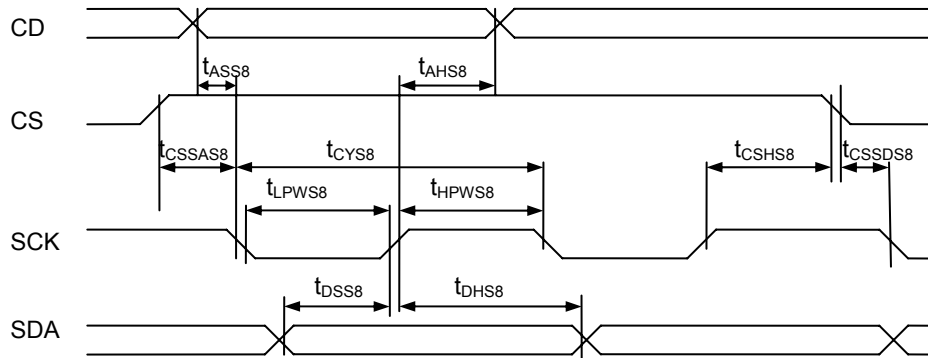 CD
tASS8 tAHS8
CS
tCSSAS8 tCYS8 tCSHS8 tCSSDS8
tLPWS8 tHPWS8
SCK
tDSS8 tDHS8
SDA